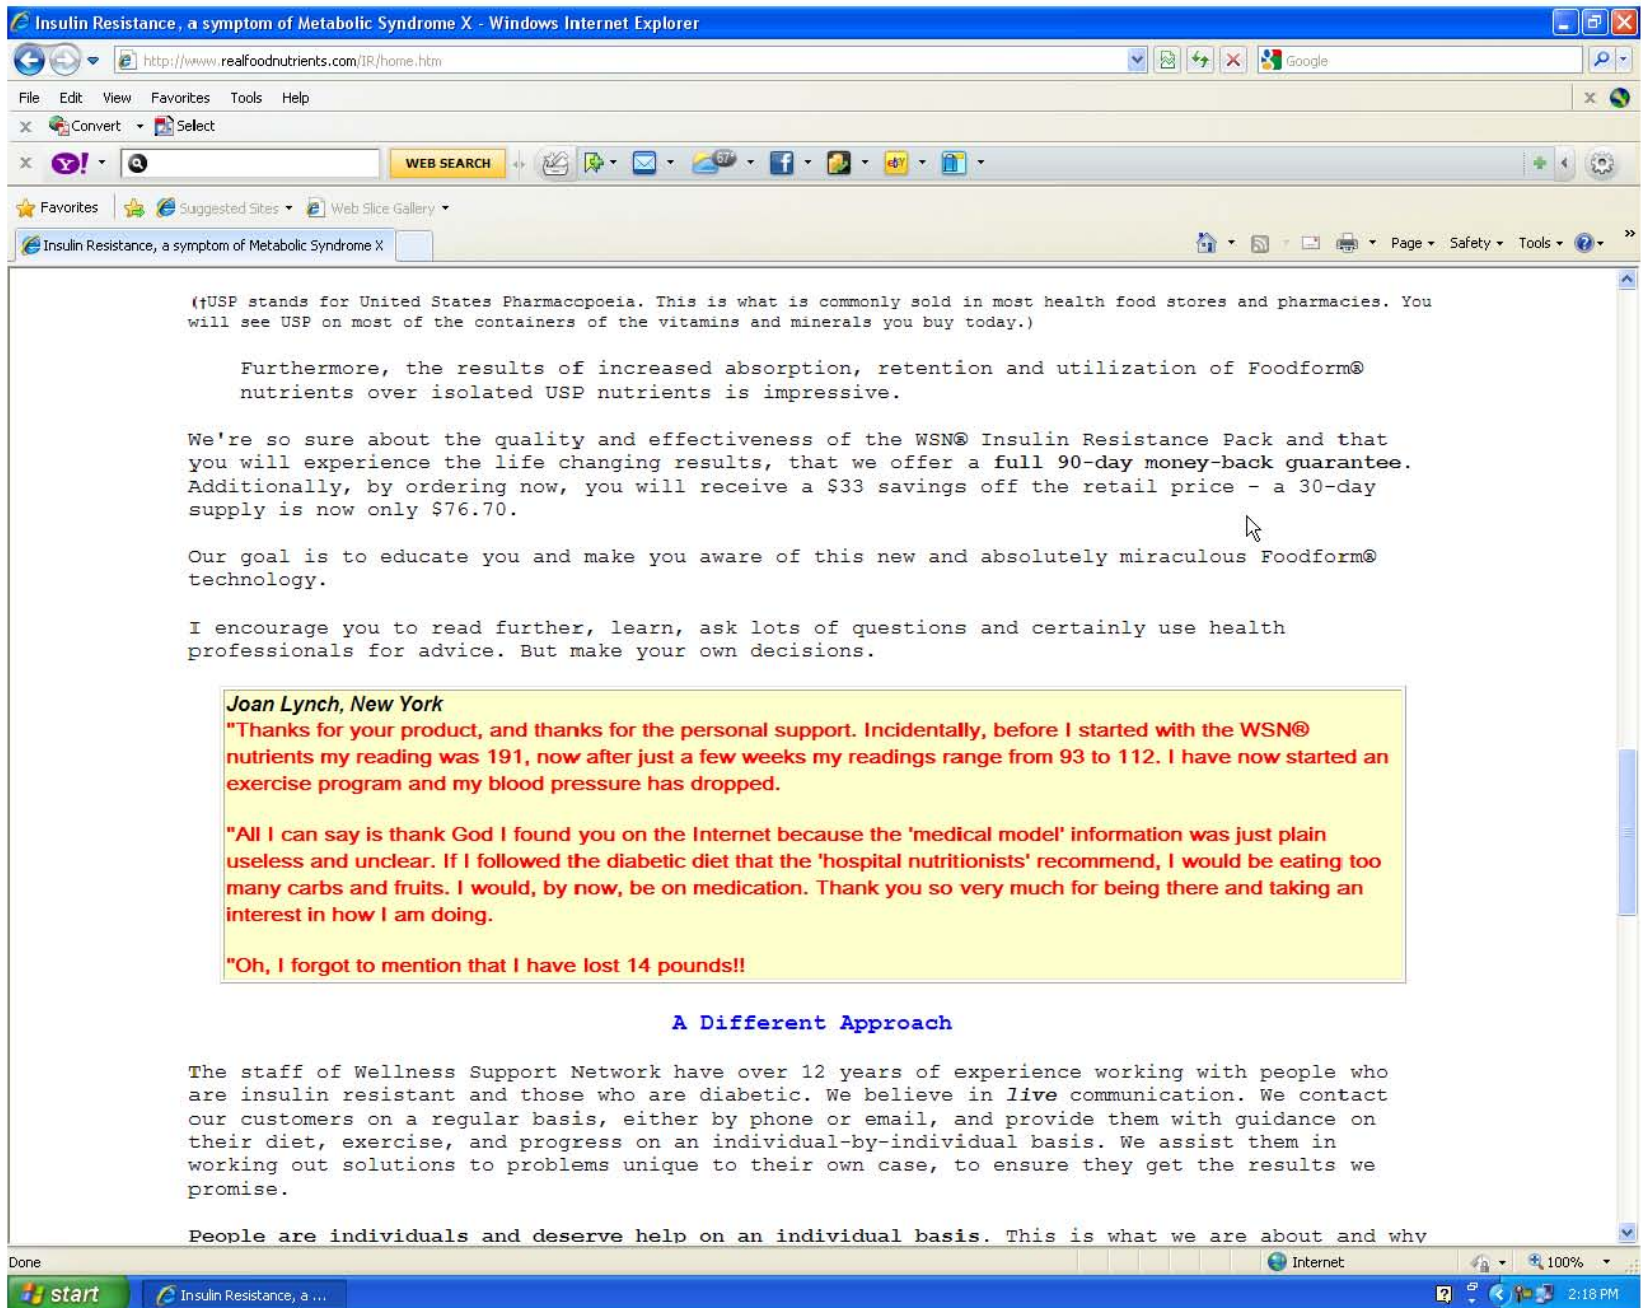 Insulin Resistance, a symptom of Metabolic Syndrome X - Windows Internet Explorer
http://www.realfoodnutrients.com/IR/home.htm
Google
File Edit View Favorites Tools Help
Convert Select
Y! WEB SEARCH 67°
Favorites Suggested Sites Web Slice Gallery
Insulin Resistance, a symptom of Metabolic Syndrome X
Page Safety Tools
(†USP stands for United States Pharmacopoeia. This is what is commonly sold in most health food stores and pharmacies. You
will see USP on most of the containers of the vitamins and minerals you buy today.)
Furthermore, the results of increased absorption, retention and utilization of Foodform®
nutrients over isolated USP nutrients is impressive.
We're so sure about the quality and effectiveness of the WSN® Insulin Resistance Pack and that
you will experience the life changing results, that we offer a full 90-day money-back guarantee.
Additionally, by ordering now, you will receive a $33 savings off the retail price - a 30-day
supply is now only $76.70.
Our goal is to educate you and make you aware of this new and absolutely miraculous Foodform®
technology.
I encourage you to read further, learn, ask lots of questions and certainly use health
professionals for advice. But make your own decisions.
Joan Lynch, New York
"Thanks for your product, and thanks for the personal support. Incidentally, before I started with the WSN®
nutrients my reading was 191, now after just a few weeks my readings range from 93 to 112. I have now started an
exercise program and my blood pressure has dropped.
"All I can say is thank God I found you on the Internet because the 'medical model' information was just plain
useless and unclear. If I followed the diabetic diet that the 'hospital nutritionists' recommend, I would be eating too
many carbs and fruits. I would, by now, be on medication. Thank you so very much for being there and taking an
interest in how I am doing.
"Oh, I forgot to mention that I have lost 14 pounds!!
A Different Approach
The staff of Wellness Support Network have over 12 years of experience working with people who
are insulin resistant and those who are diabetic. We believe in live communication. We contact
our customers on a regular basis, either by phone or email, and provide them with guidance on
their diet, exercise, and progress on an individual-by-individual basis. We assist them in
working out solutions to problems unique to their own case, to ensure they get the results we
promise.
People are individuals and deserve help on an individual basis. This is what we are about and why
Done Internet 100%
start Insulin Resistance, a ... 2:18 PM